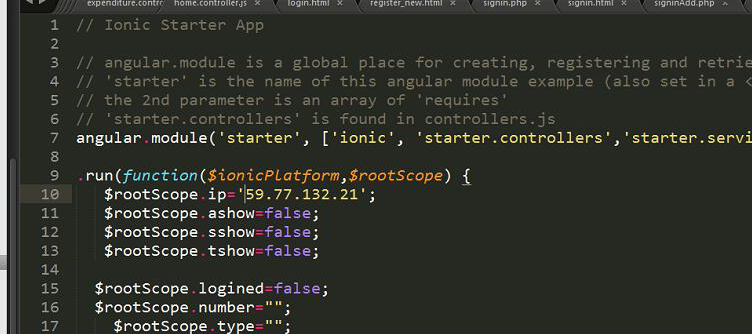 expenditure.contro home.controller.js × login.html × register_new.html × signin.php × signin.html × signinAdd.php
1 // Ionic Starter App
2
3 // angular.module is a global place for creating, registering and retrie
4 // 'starter' is the name of this angular module example (also set in a <
5 // the 2nd parameter is an array of 'requires'
6 // 'starter.controllers' is found in controllers.js
7 angular.module('starter', ['ionic', 'starter.controllers','starter.servi
8
9 .run(function($ionicPlatform,$rootScope) {
10 $rootScope.ip='59.77.132.21';
11 $rootScope.ashow=false;
12 $rootScope.sshow=false;
13 $rootScope.tshow=false;
14
15 $rootScope.logined=false;
16 $rootScope.number="";
17 $rootScope.type="";